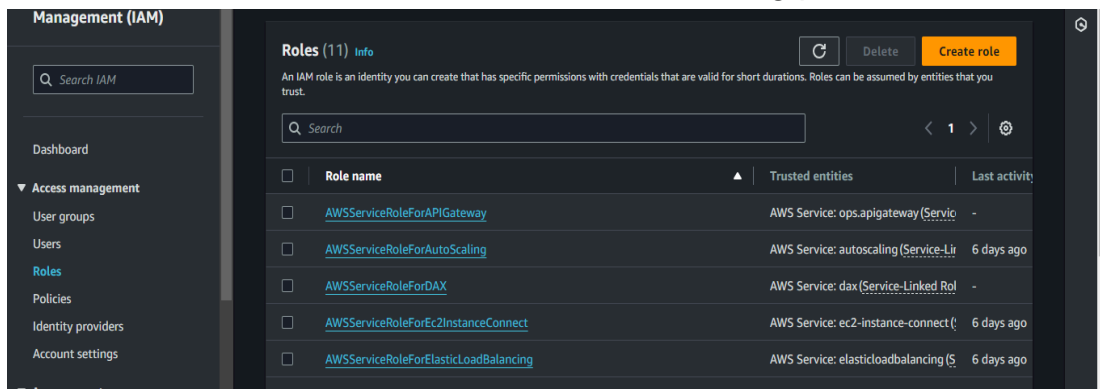 Management (IAM)
Search IAM
Dashboard
Access management
User groups
Users
Roles
Policies
Identity providers
Account settings
Roles (11) Info
Delete
Create role
An IAM role is an identity you can create that has specific permissions with credentials that are valid for short durations. Roles can be assumed by entities that you
trust.
Search
1
Role name Trusted entities Last activity
AWSServiceRoleForAPIGateway AWS Service: ops.apigateway (Servic -
AWSServiceRoleForAutoScaling AWS Service: autoscaling (Service-Lir 6 days ago
AWSServiceRoleForDAX AWS Service: dax (Service-Linked Rol -
AWSServiceRoleForEc2InstanceConnect AWS Service: ec2-instance-connect ( 6 days ago
AWSServiceRoleForElasticLoadBalancing AWS Service: elasticloadbalancing (S 6 days ago